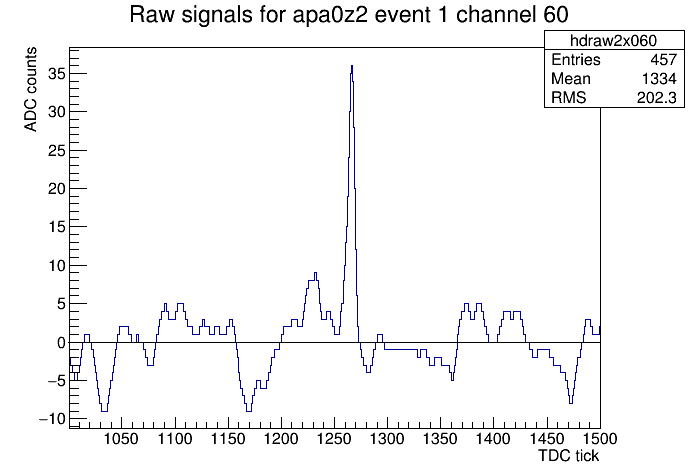 Raw signals for apa0z2 event 1 channel 60
hdraw2x060
Entries 457
Mean 1334
RMS 202.3
ADC counts
35
30
25
20
15
10
5
0
−5
−10
1050 1100 1150 1200 1250 1300 1350 1400 1450 1500
TDC tick